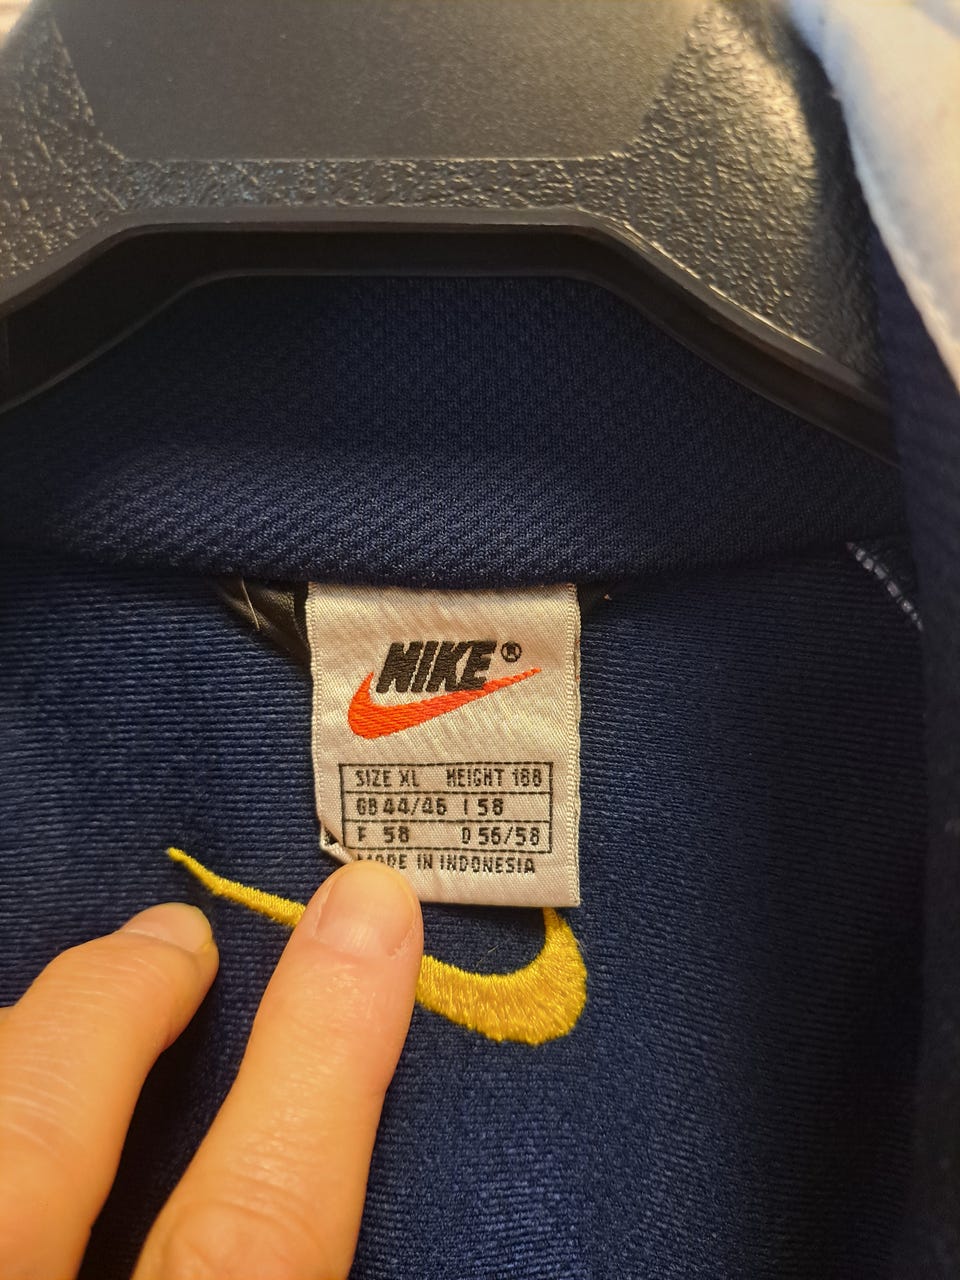 NIKE®
SIZE XL HEIGHT 188
GB 44/46 I 58
F 58 D 56/58
MADE IN INDONESIA